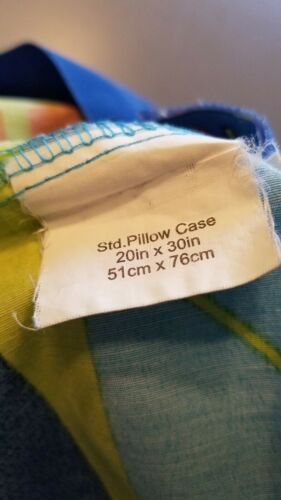 Std.Pillow Case
20in x 30in
51cm x 76cm